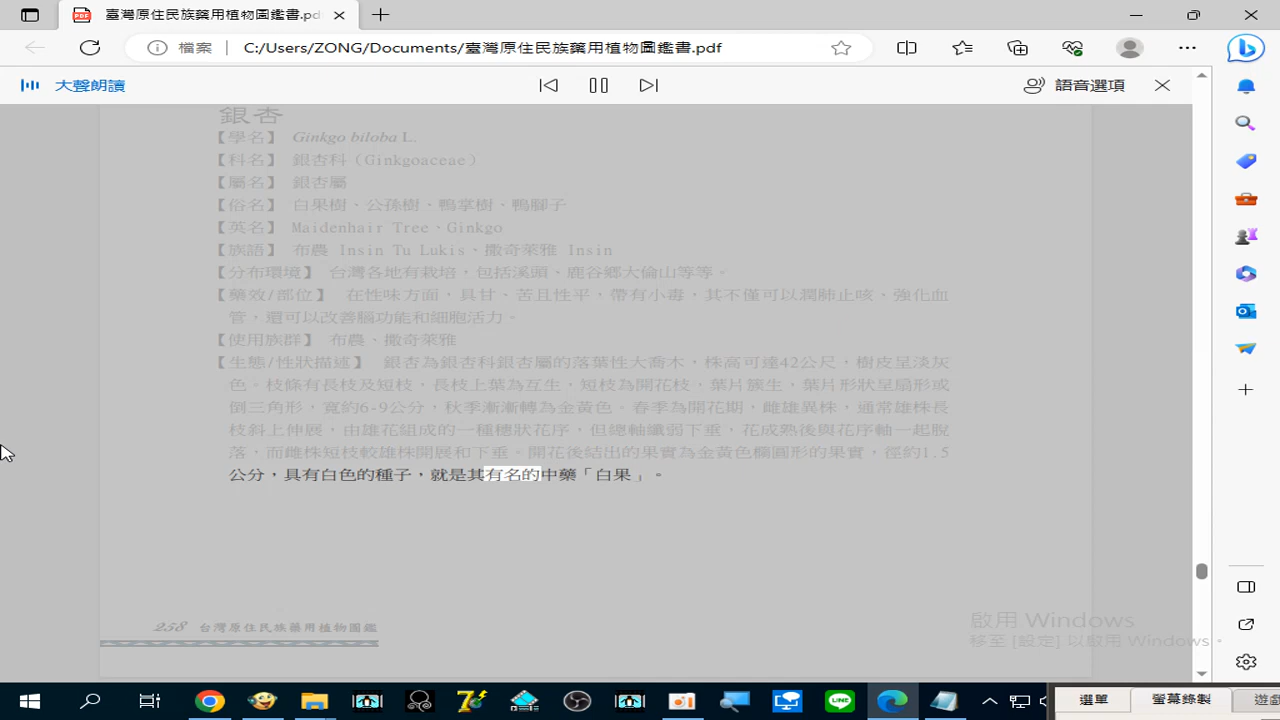 臺灣原住民族藥用植物圖鑑書.pd
檔案
C:/Users/ZONG/Documents/臺灣原住民族藥用植物圖鑑書.pdf
大聲朗讀
語音選項
銀杏
【學名】 Ginkgo biloba L.
【科名】 銀杏科（Ginkgoaceae）
【屬名】 銀杏屬
【俗名】 白果樹、公孫樹、鴨掌樹、鴨腳子
【英名】 Maidenhair Tree、Ginkgo
【族語】 布農 Insin Tu Lukis、撒奇萊雅 Insin
【分布環境】 台灣各地有栽培，包括溪頭、鹿谷鄉大倫山等等。
【藥效/部位】 在性味方面，具甘、苦且性平，帶有小毒，其不僅可以潤肺止咳、強化血
管，還可以改善腦功能和細胞活力。
【使用族群】 布農、撒奇萊雅
【生態/性狀描述】 銀杏為銀杏科銀杏屬的落葉性大喬木，株高可達42公尺，樹皮呈淡灰
色。枝條有長枝及短枝，長枝上葉為互生，短枝為開花枝，葉片簇生，葉片形狀呈扇形或
倒三角形，寬約6-9公分，秋季漸漸轉為金黃色。春季為開花期，雌雄異株，通常雄株長
枝斜上伸展，由雄花組成的一種穗狀花序，但總軸纖弱下垂，花成熟後與花序軸一起脫
落，而雌株短枝較雄株開展和下垂。開花後結出的果實為金黃色橢圓形的果實，徑約1.5
公分，具有白色的種子，就是其有名的中藥「白果」。
258 台灣原住民族藥用植物圖鑑
啟用 Windows
移至 [設定] 以啟用 Windows。
選單
螢幕錄製
遊戲